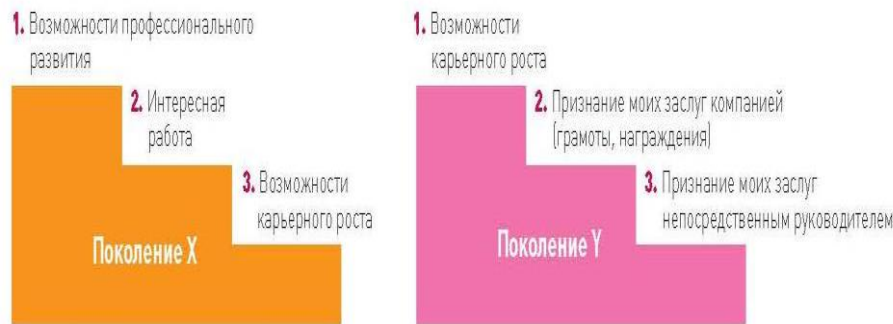 1. Возможности профессионального
развития
2. Интересная
работа
3. Возможности
карьерного роста
Поколение X
1. Возможности
карьерного роста
2. Признание моих заслуг компанией
(грамоты, награждения)
3. Признание моих заслуг
непосредственным руководителем
Поколение Y